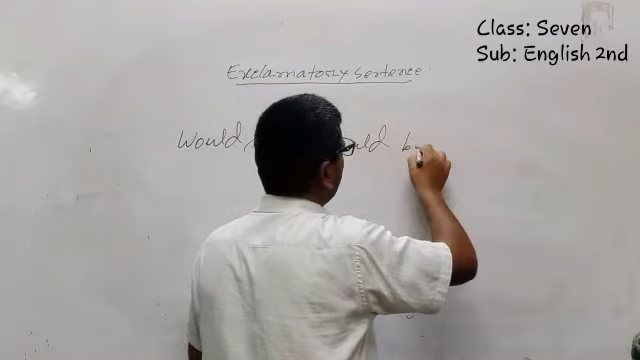 Class: Seven
Sub: English 2nd
Exclamatory sentence.
Would